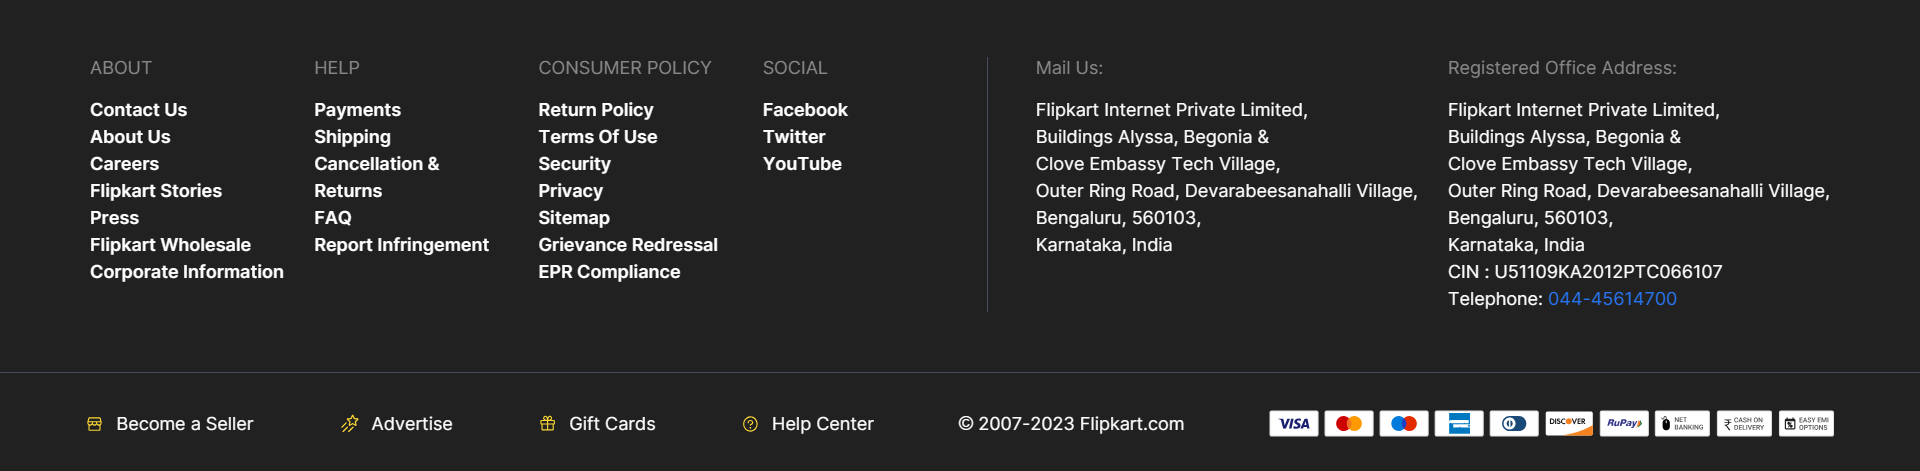 ABOUT
Contact Us
About Us
Careers
Flipkart Stories
Press
Flipkart Wholesale
Corporate Information
HELP
Payments
Shipping
Cancellation &
Returns
FAQ
Report Infringement
CONSUMER POLICY
Return Policy
Terms Of Use
Security
Privacy
Sitemap
Grievance Redressal
EPR Compliance
SOCIAL
Facebook
Twitter
YouTube
Mail Us:
Flipkart Internet Private Limited,
Buildings Alyssa, Begonia &
Clove Embassy Tech Village,
Outer Ring Road, Devarabeesanahalli Village,
Bengaluru, 560103,
Karnataka, India
Registered Office Address:
Flipkart Internet Private Limited,
Buildings Alyssa, Begonia &
Clove Embassy Tech Village,
Outer Ring Road, Devarabeesanahalli Village,
Bengaluru, 560103,
Karnataka, India
CIN : U51109KA2012PTC066107
Telephone: 044-45614700
Become a Seller
Advertise
Gift Cards
Help Center
© 2007-2023 Flipkart.com
VISA
DISCOVER
RuPay
NET
BANKING
CASH ON
DELIVERY
EASY EMI
OPTIONS